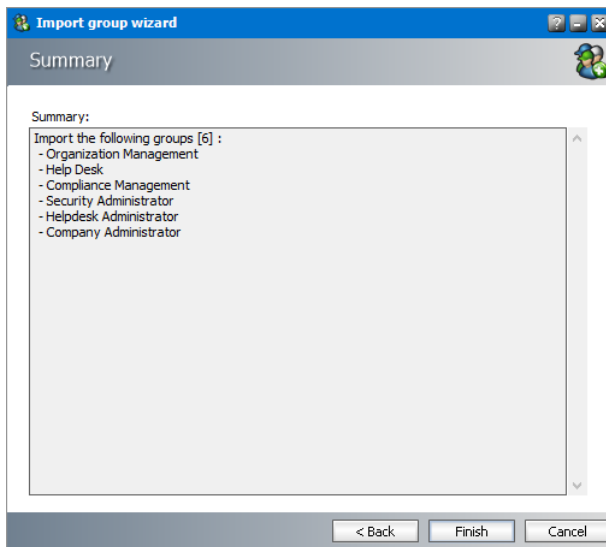 Import group wizard
Summary
Summary:
Import the following groups [6] :
- Organization Management
- Help Desk
- Compliance Management
- Security Administrator
- Helpdesk Administrator
- Company Administrator
< Back
Finish
Cancel